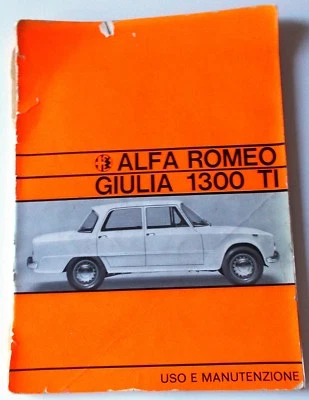 ALFA ROMEO
GIULIA 1300 TI
USO E MANUTENZIONE